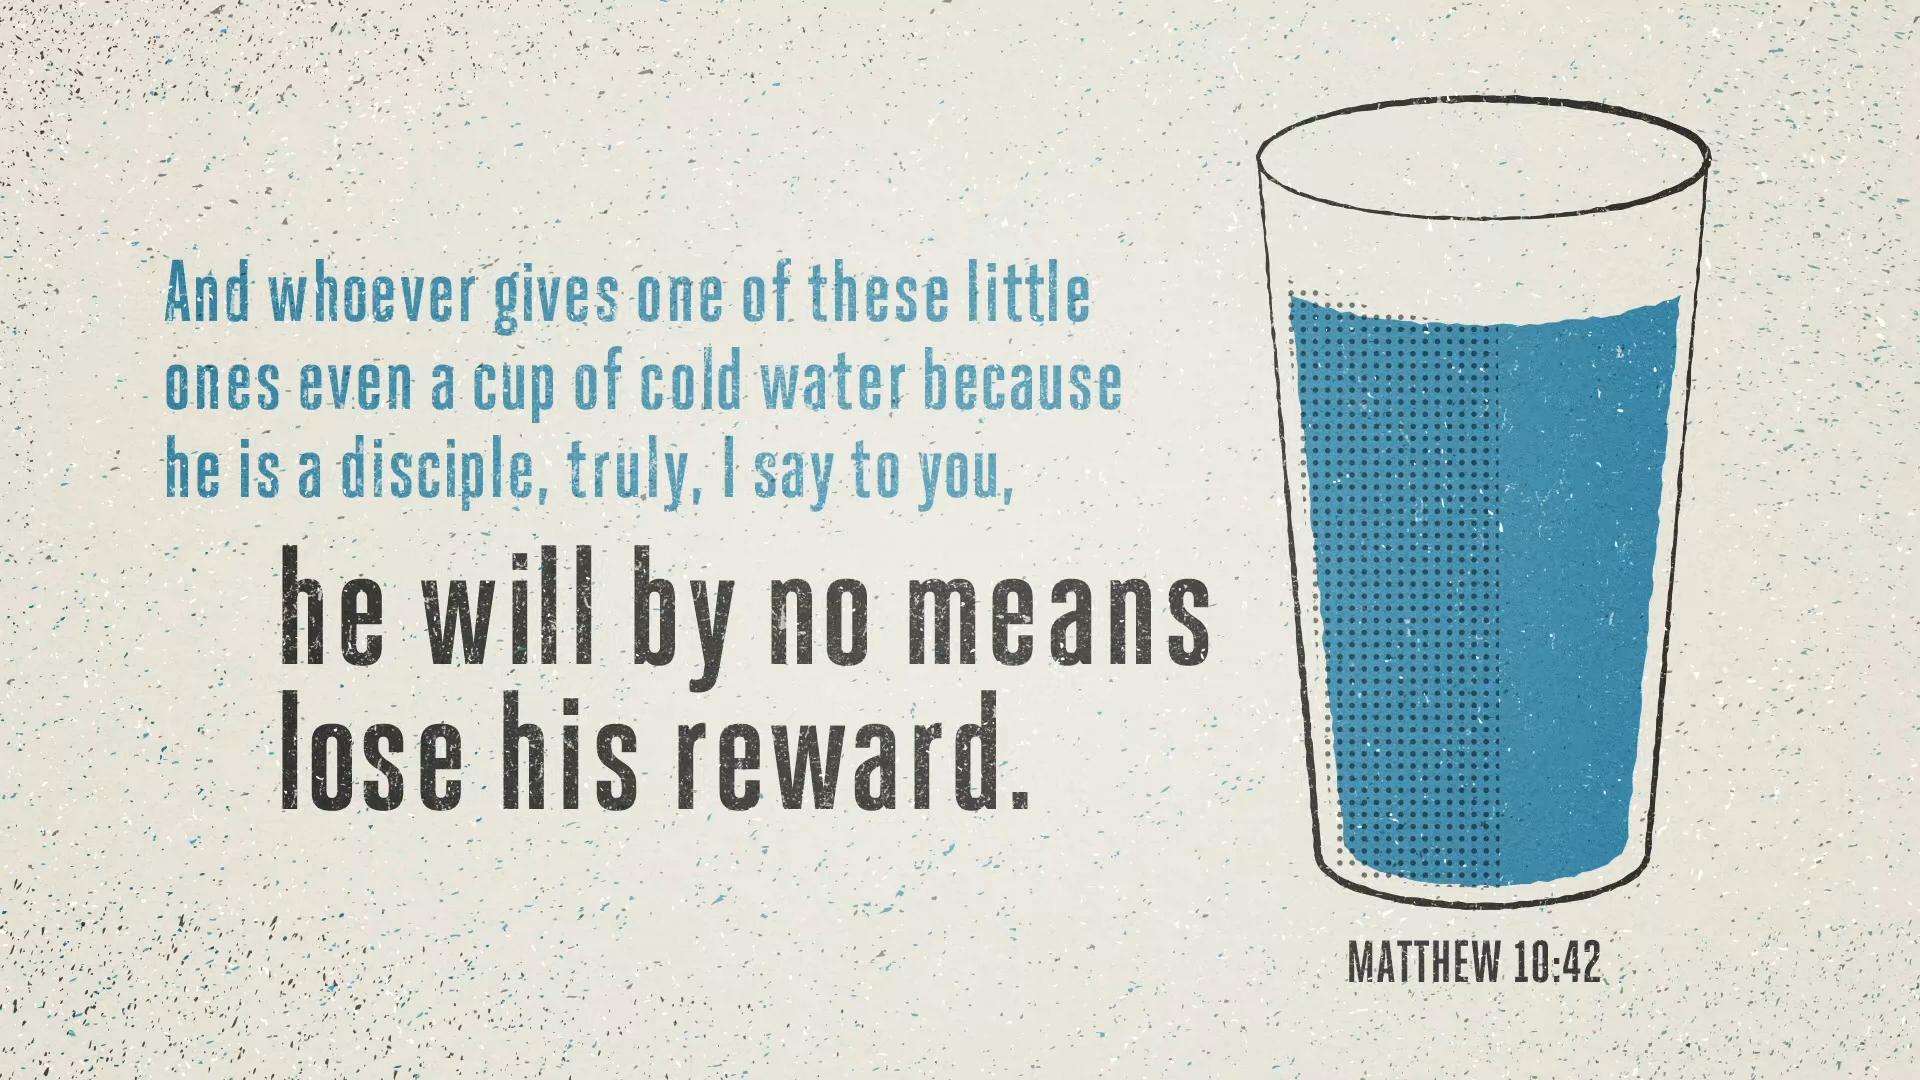 And whoever gives one of these little
ones even a cup of cold water because
he is a disciple, truly, I say to you,
he will by no means
lose his reward.
MATTHEW 10:42